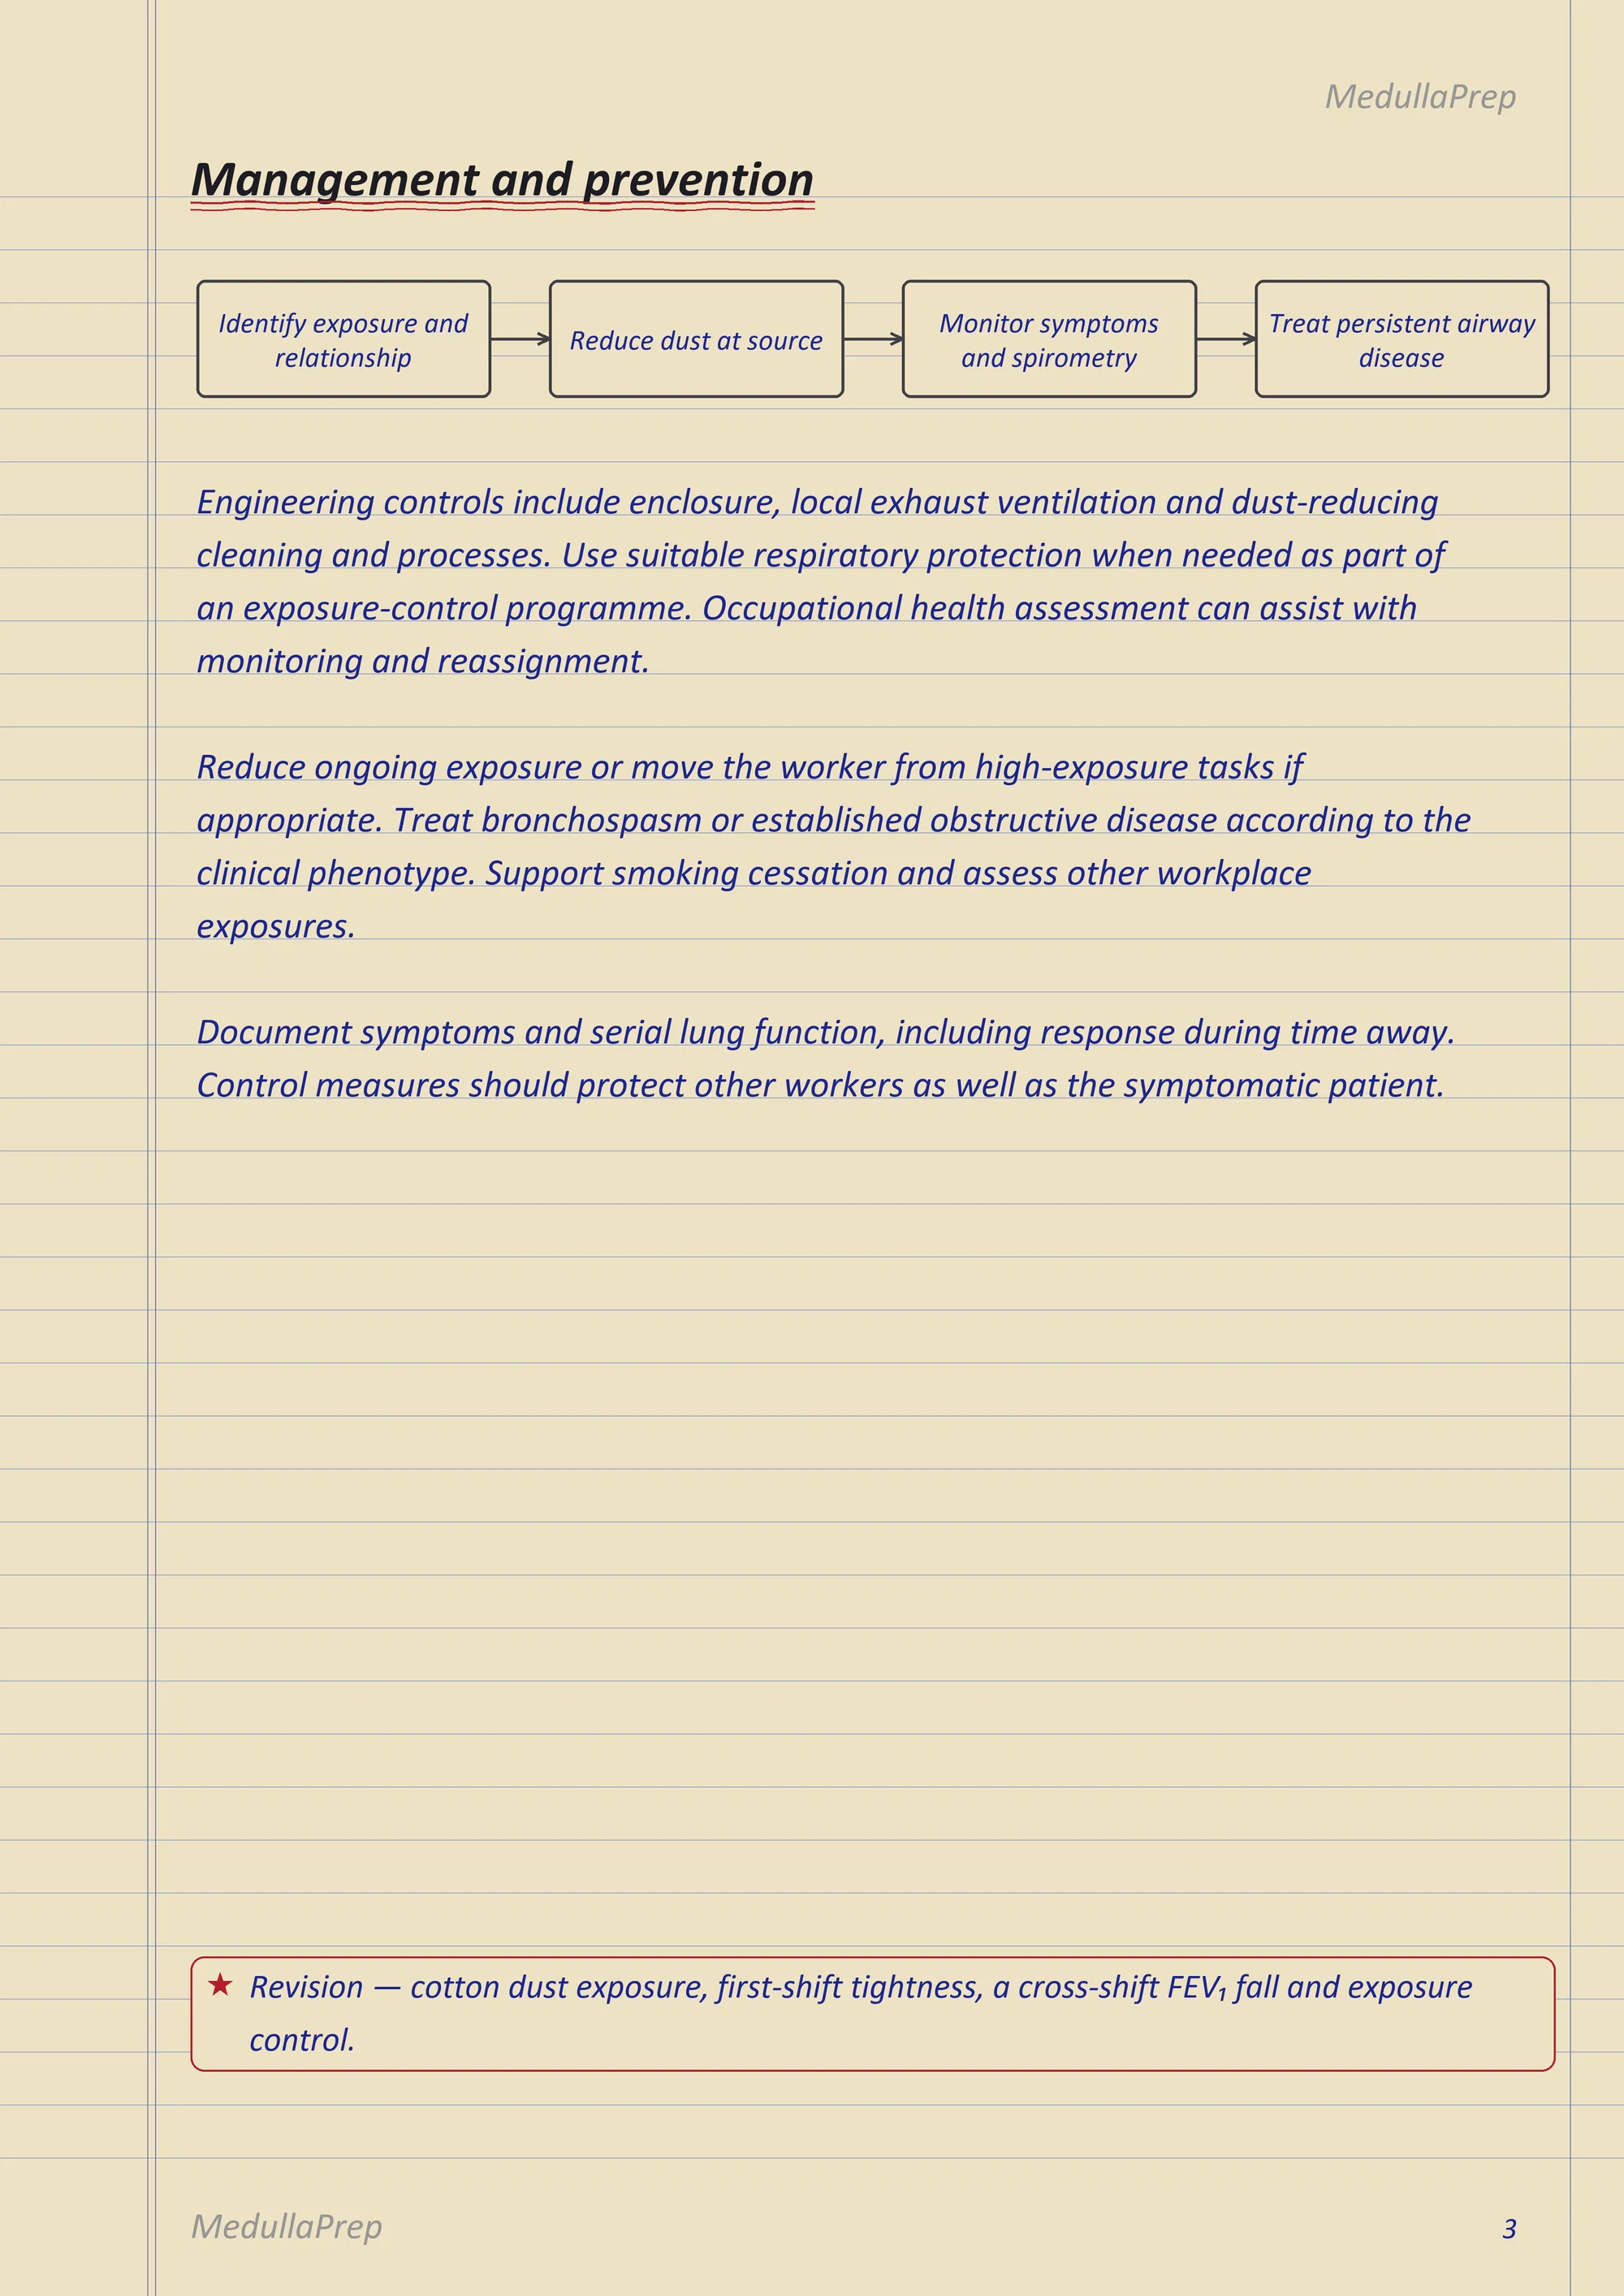 MedullaPrep
Management and prevention
Identify exposure and
relationship
Reduce dust at source
Monitor symptoms
and spirometry
Treat persistent airway
disease
Engineering controls include enclosure, local exhaust ventilation and dust-reducing
cleaning and processes. Use suitable respiratory protection when needed as part of
an exposure-control programme. Occupational health assessment can assist with
monitoring and reassignment.
Reduce ongoing exposure or move the worker from high-exposure tasks if
appropriate. Treat bronchospasm or established obstructive disease according to the
clinical phenotype. Support smoking cessation and assess other workplace
exposures.
Document symptoms and serial lung function, including response during time away.
Control measures should protect other workers as well as the symptomatic patient.
★ Revision — cotton dust exposure, first-shift tightness, a cross-shift FEV₁ fall and exposure
control.
MedullaPrep
3